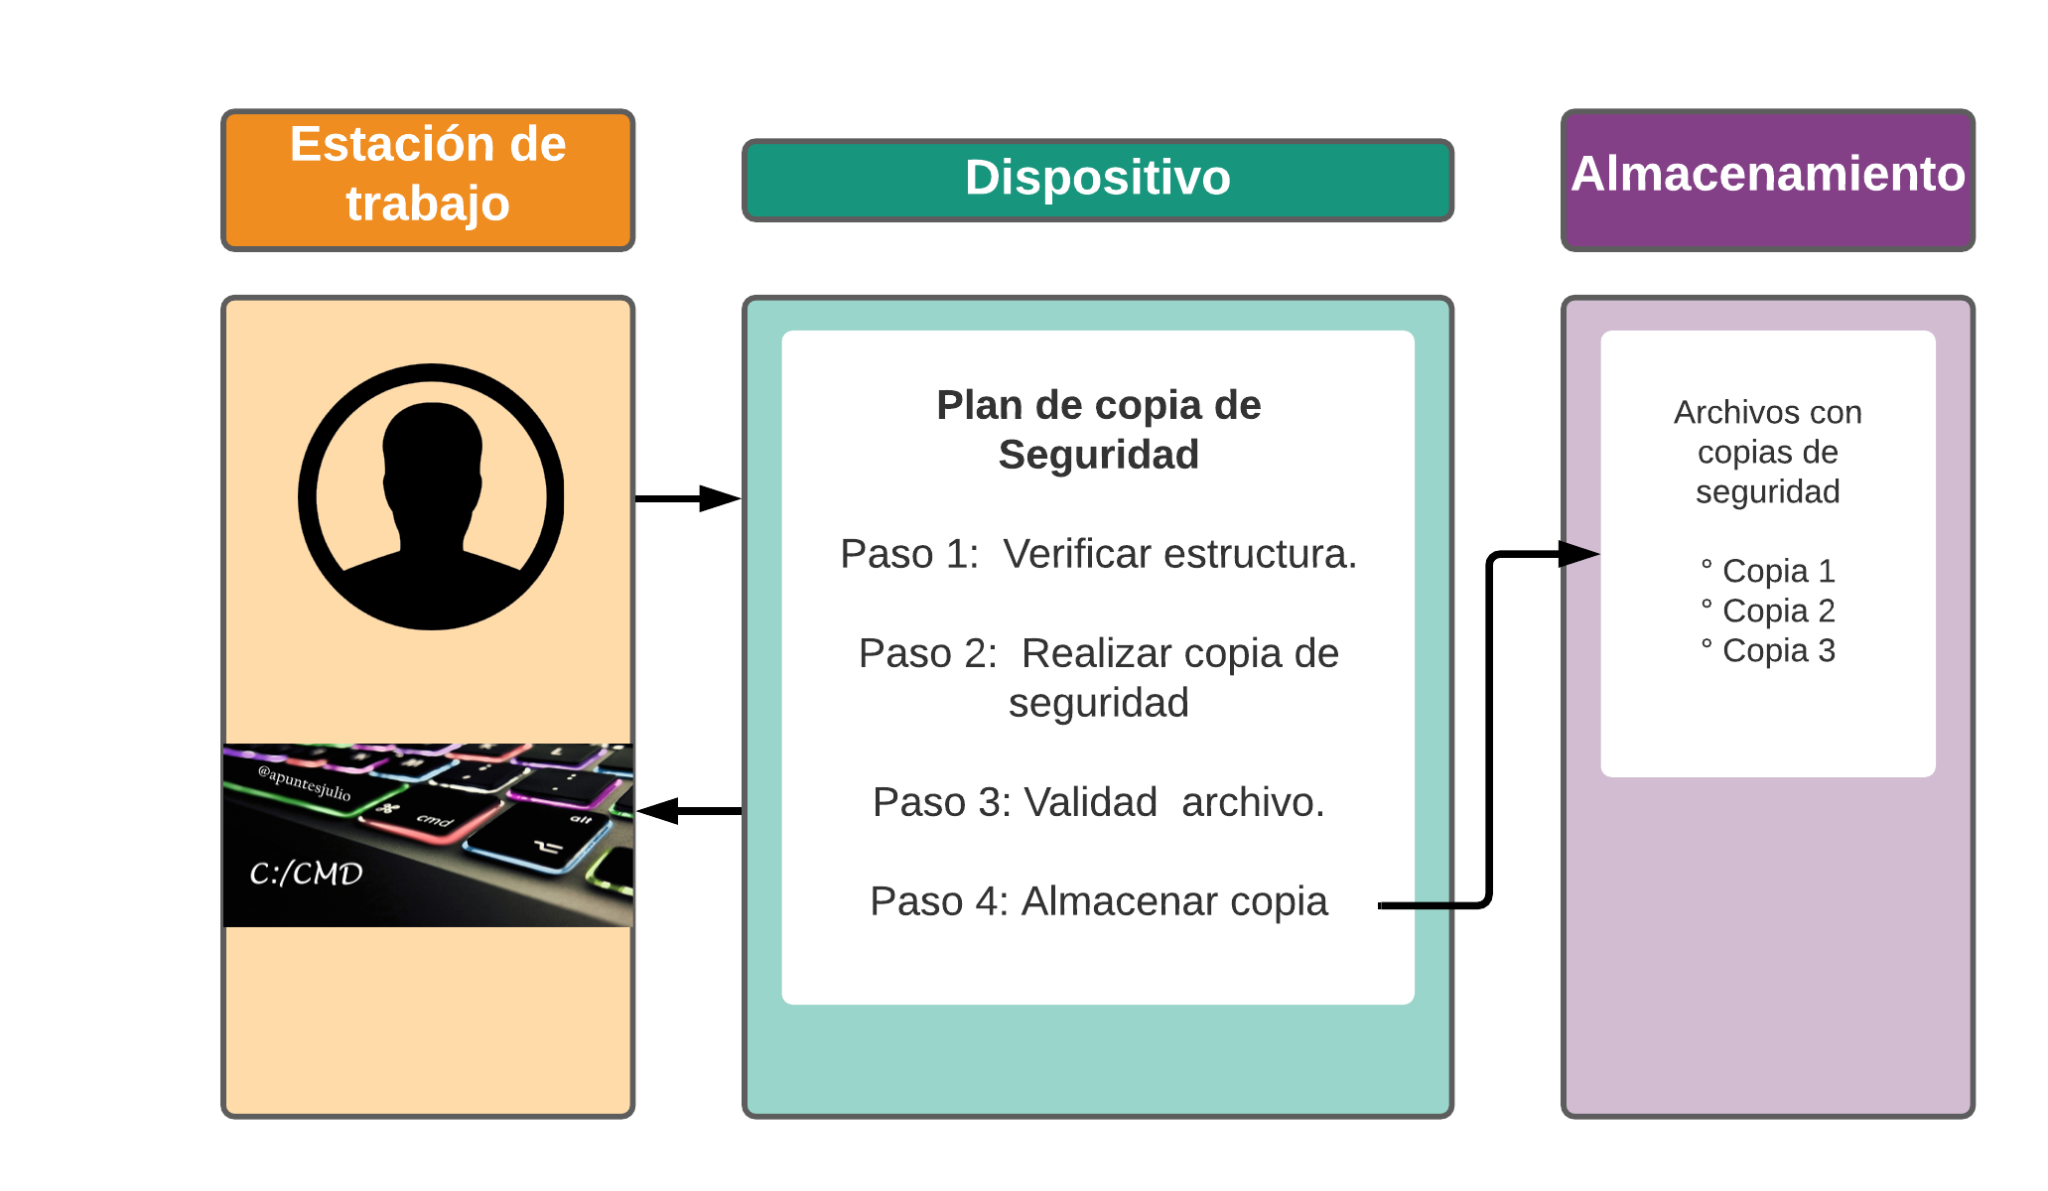 Estación de
trabajo
Dispositivo
Almacenamiento
@apuntesjulio
cmd
alt
C:/CMD
Plan de copia de
Seguridad
Paso 1:  Verificar estructura.
Paso 2:  Realizar copia de
seguridad
Paso 3: Validad  archivo.
Paso 4: Almacenar copia
Archivos con
copias de
seguridad
° Copia 1
° Copia 2
° Copia 3